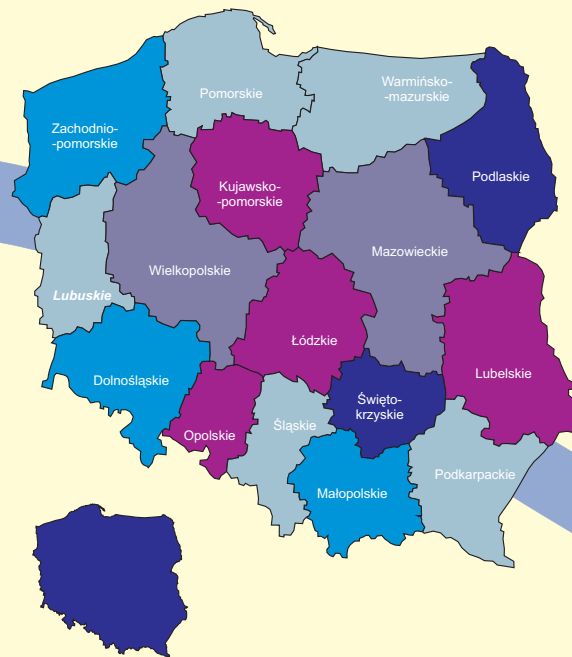 Pomorskie
Warmińsko-
-mazurskie
Zachodnio-
-pomorskie
Podlaskie
Kujawsko-
-pomorskie
Mazowieckie
Wielkopolskie
Lubuskie
Łódzkie
Lubelskie
Dolnośląskie
Święto-
krzyskie
Śląskie
Opolskie
Podkarpackie
Małopolskie